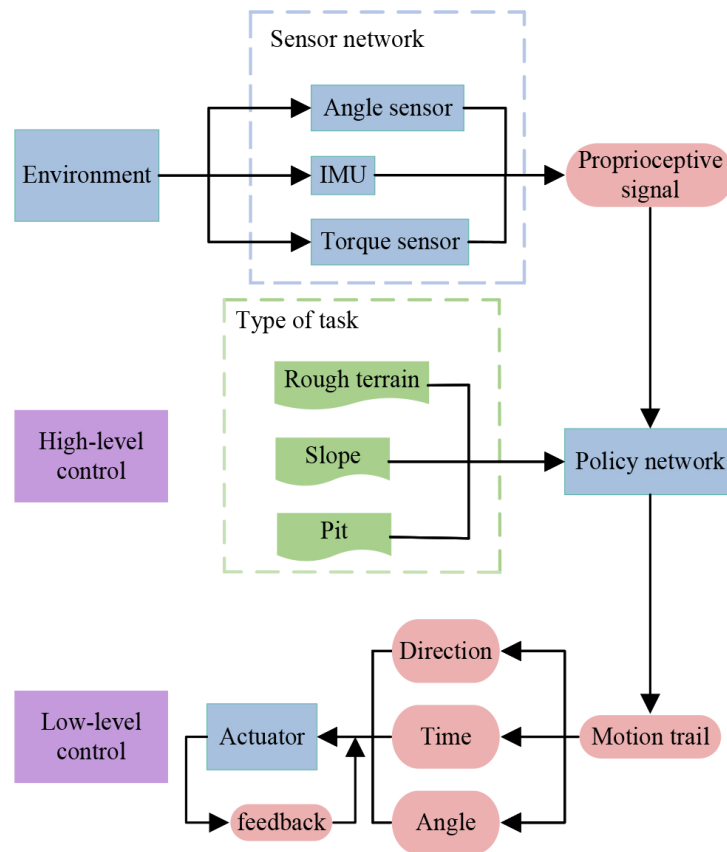 Sensor network
Angle sensor
Environment
IMU
Proprioceptive
signal
Torque sensor
Type of task
Rough terrain
High-level
control
Slope
Policy network
Pit
Direction
Low-level
control
Actuator
Time
Motion trail
feedback
Angle